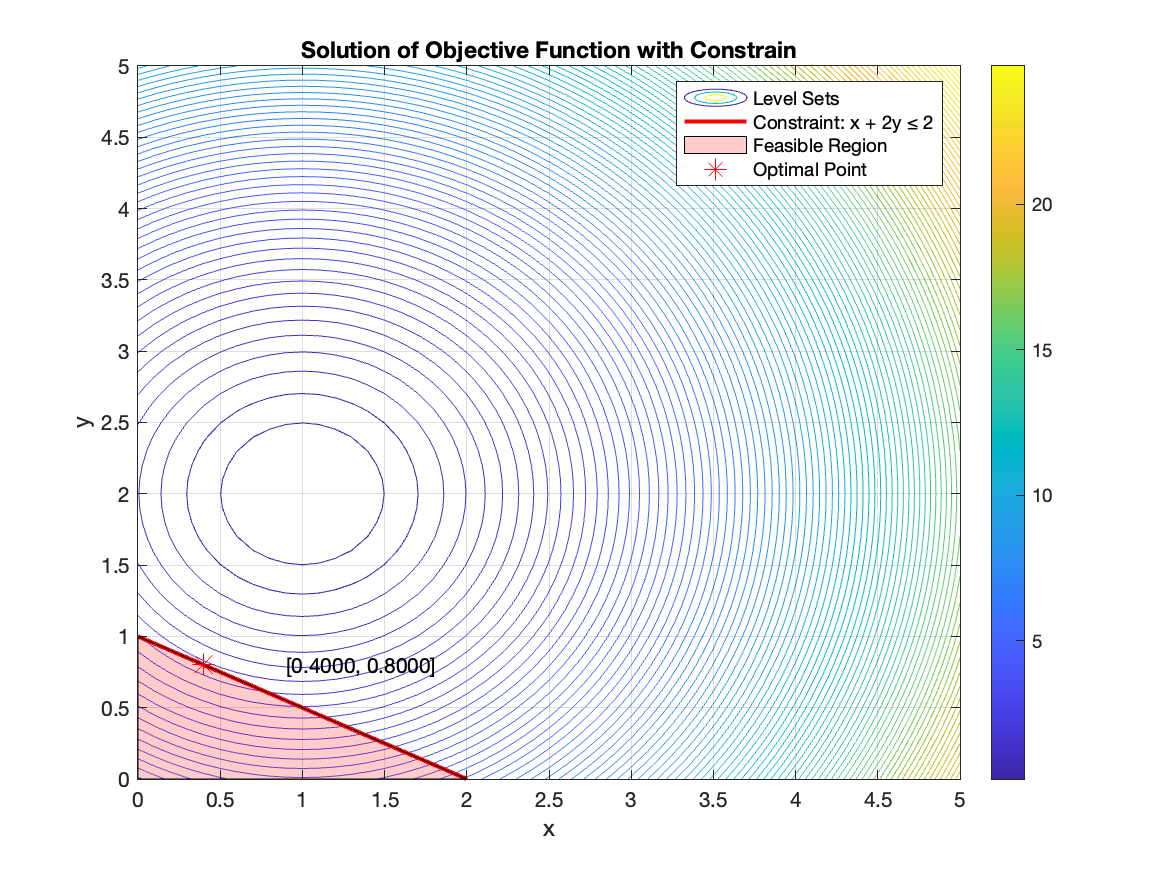 Solution of Objective Function with Constrain
Level Sets
Constraint: x + 2y ≤ 2
Feasible Region
Optimal Point
5
4.5
4
3.5
3
2.5
2
1.5
1
0.5
0
y
[0.4000, 0.8000]
0 0.5 1 1.5 2 2.5 3 3.5 4 4.5 5
x
20
15
10
5